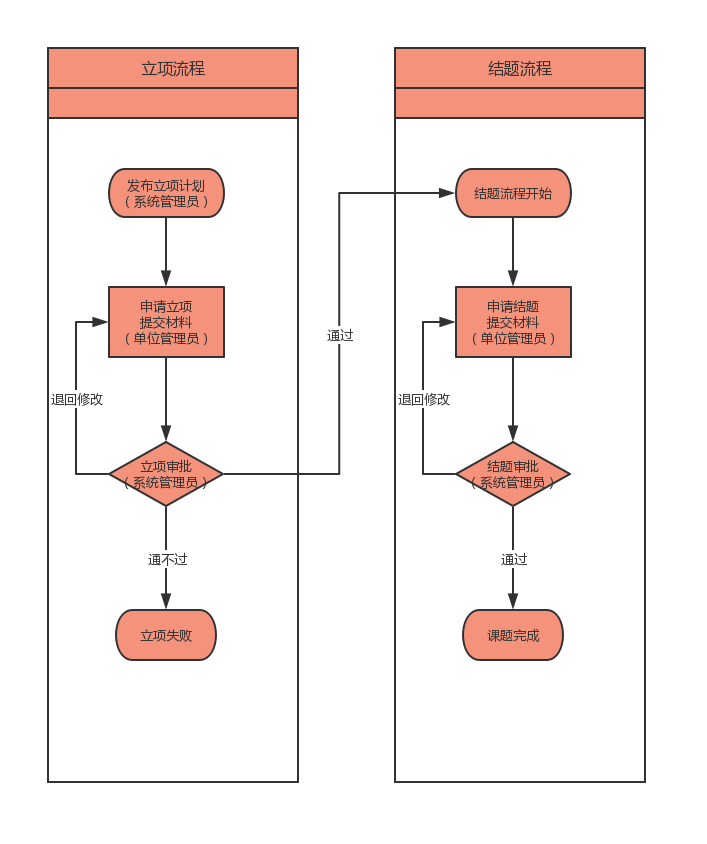 立项流程
发布立项计划
（系统管理员）
申请立项
提交材料
（单位管理员）
退回修改
立项审批
（系统管理员）
通不过
立项失败
通过
结题流程
结题流程开始
申请结题
提交材料
（单位管理员）
退回修改
结题审批
（系统管理员）
通过
课题完成